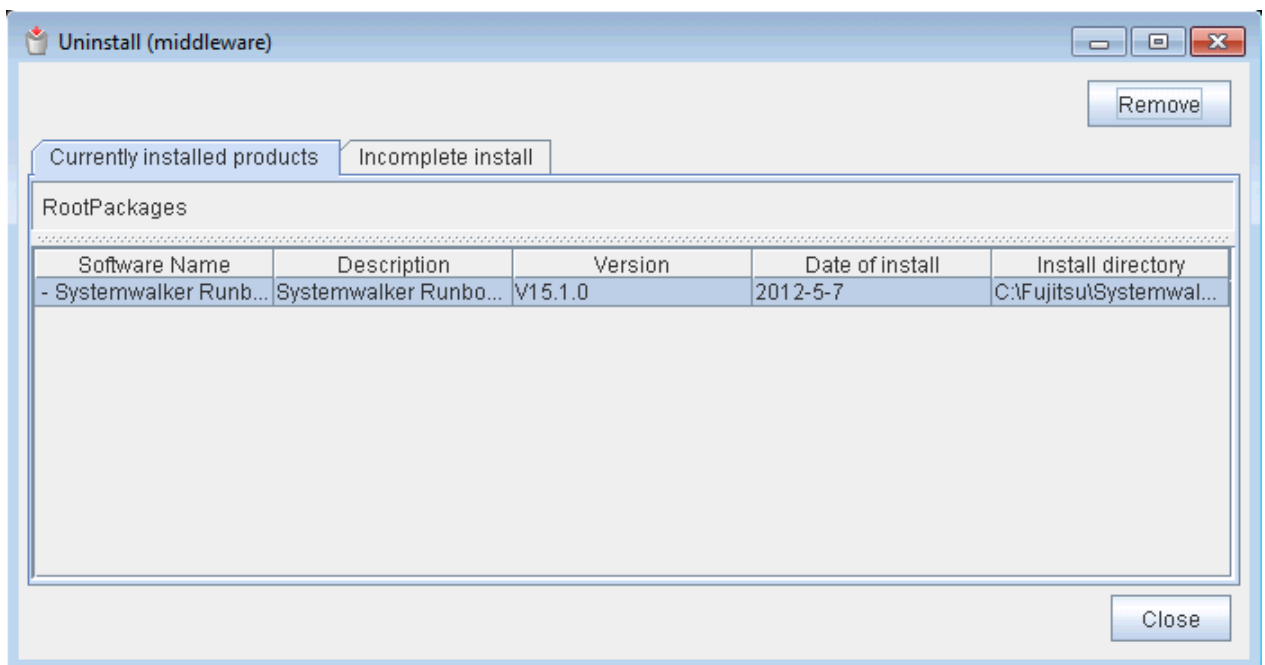 Uninstall (middleware)
Remove
Currently installed products Incomplete install
RootPackages
Software Name Description Version Date of install Install directory
- Systemwalker Runb... Systemwalker Runbo... V15.1.0 2012-5-7 C:\Fujitsu\Systemwal...
Close